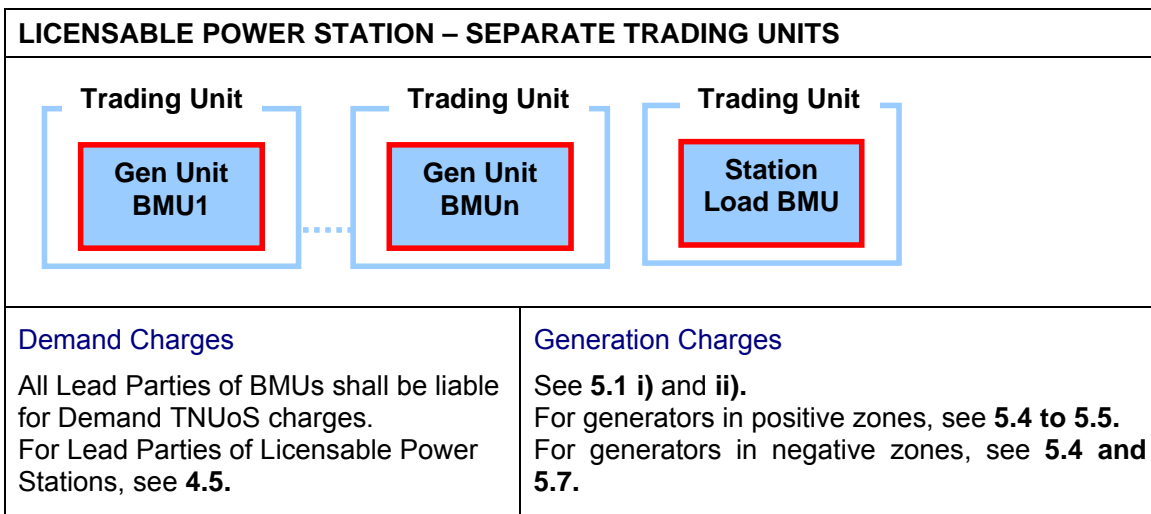 LICENSABLE POWER STATION – SEPARATE TRADING UNITS
Trading Unit
Gen Unit
BMU1
Trading Unit
Gen Unit
BMUn
Trading Unit
Station
Load BMU
Demand Charges
All Lead Parties of BMUs shall be liable
for Demand TNUoS charges.
For Lead Parties of Licensable Power
Stations, see 4.5.
Generation Charges
See 5.1 i) and ii).
For generators in positive zones, see 5.4 to 5.5.
For generators in negative zones, see 5.4 and
5.7.